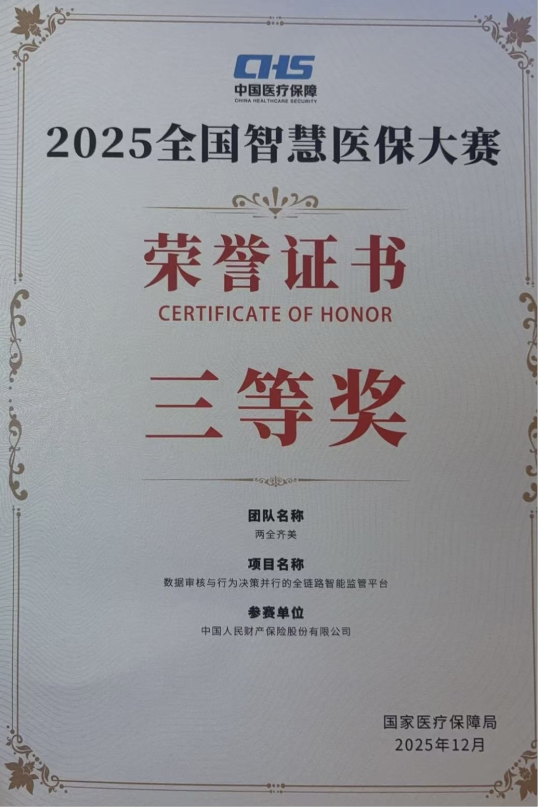 CHS
中国医疗保障
CHINA HEALTHCARE SECURITY
2025全国智慧医保大赛
荣誉证书
CERTIFICATE OF HONOR
三等奖
团队名称
两全齐美
项目名称
数据审核与行为决策并行的全链路智能监管平台
参赛单位
中国人民财产保险股份有限公司
国家医疗保障局
2025年12月